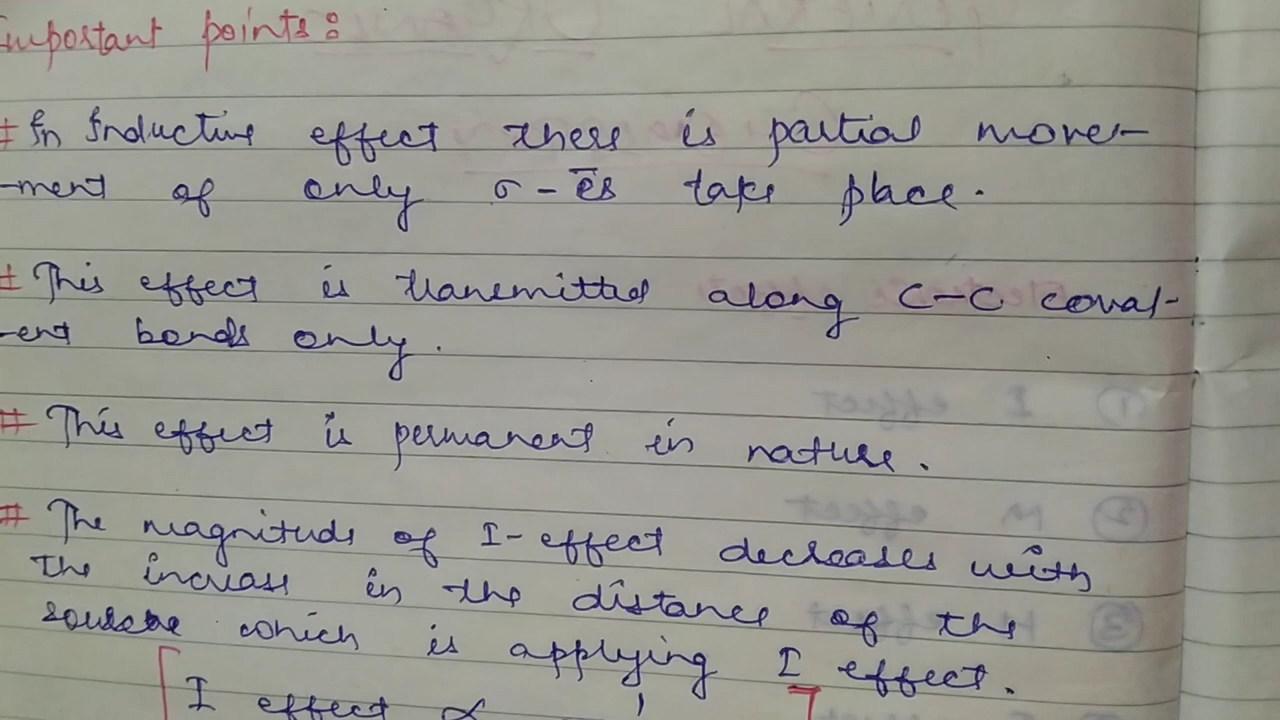 Important points:
# In Inductive effect there is partial move-
-ment of only σ - ēs take place.
# This effect is transmitted along C-C coval-
-ent bonds only.
# This effect is permanent in nature.
# The magnitude of I-effect decreases with
the increase in the distance of the
source which is applying I effect.
I effect ∝ 1